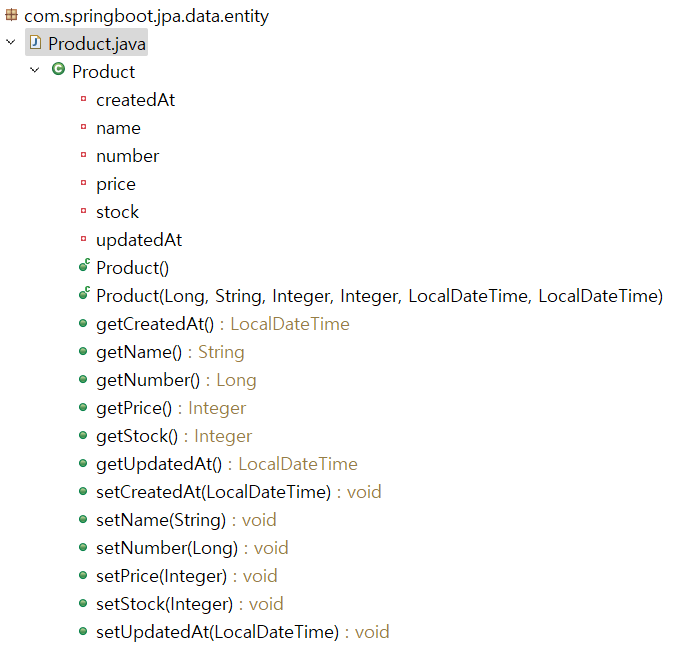 com.springboot.jpa.data.entity
Product.java
Product
createdAt
name
number
price
stock
updatedAt
Product()
Product(Long, String, Integer, Integer, LocalDateTime, LocalDateTime)
getCreatedAt() : LocalDateTime
getName() : String
getNumber() : Long
getPrice() : Integer
getStock() : Integer
getUpdatedAt() : LocalDateTime
setCreatedAt(LocalDateTime) : void
setName(String) : void
setNumber(Long) : void
setPrice(Integer) : void
setStock(Integer) : void
setUpdatedAt(LocalDateTime) : void